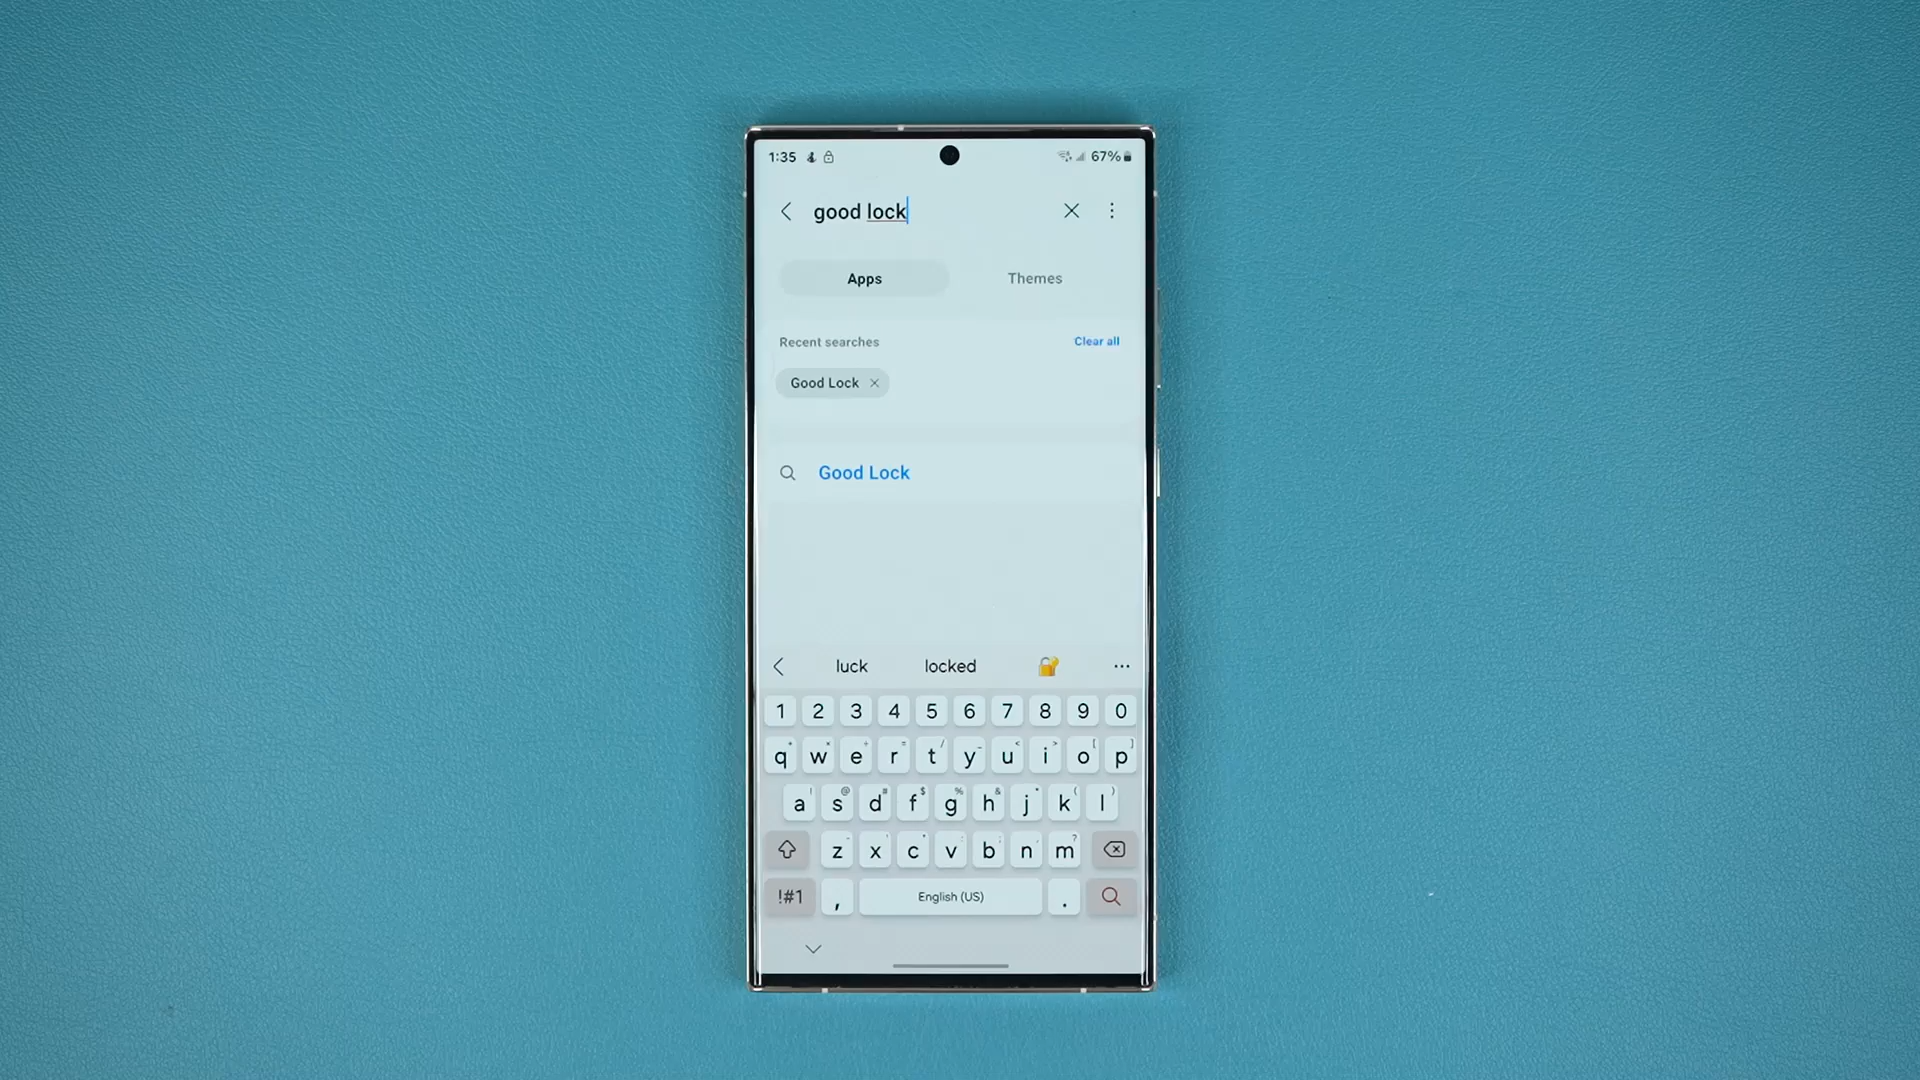 1:35 67%
good lock
Apps Themes
Recent searches Clear all
Good Lock
Good Lock
luck locked
1 2 3 4 5 6 7 8 9 0
q w e r t y u i o p
a s d f g h j k l
z x c v b n m
!#1 , English (US) .